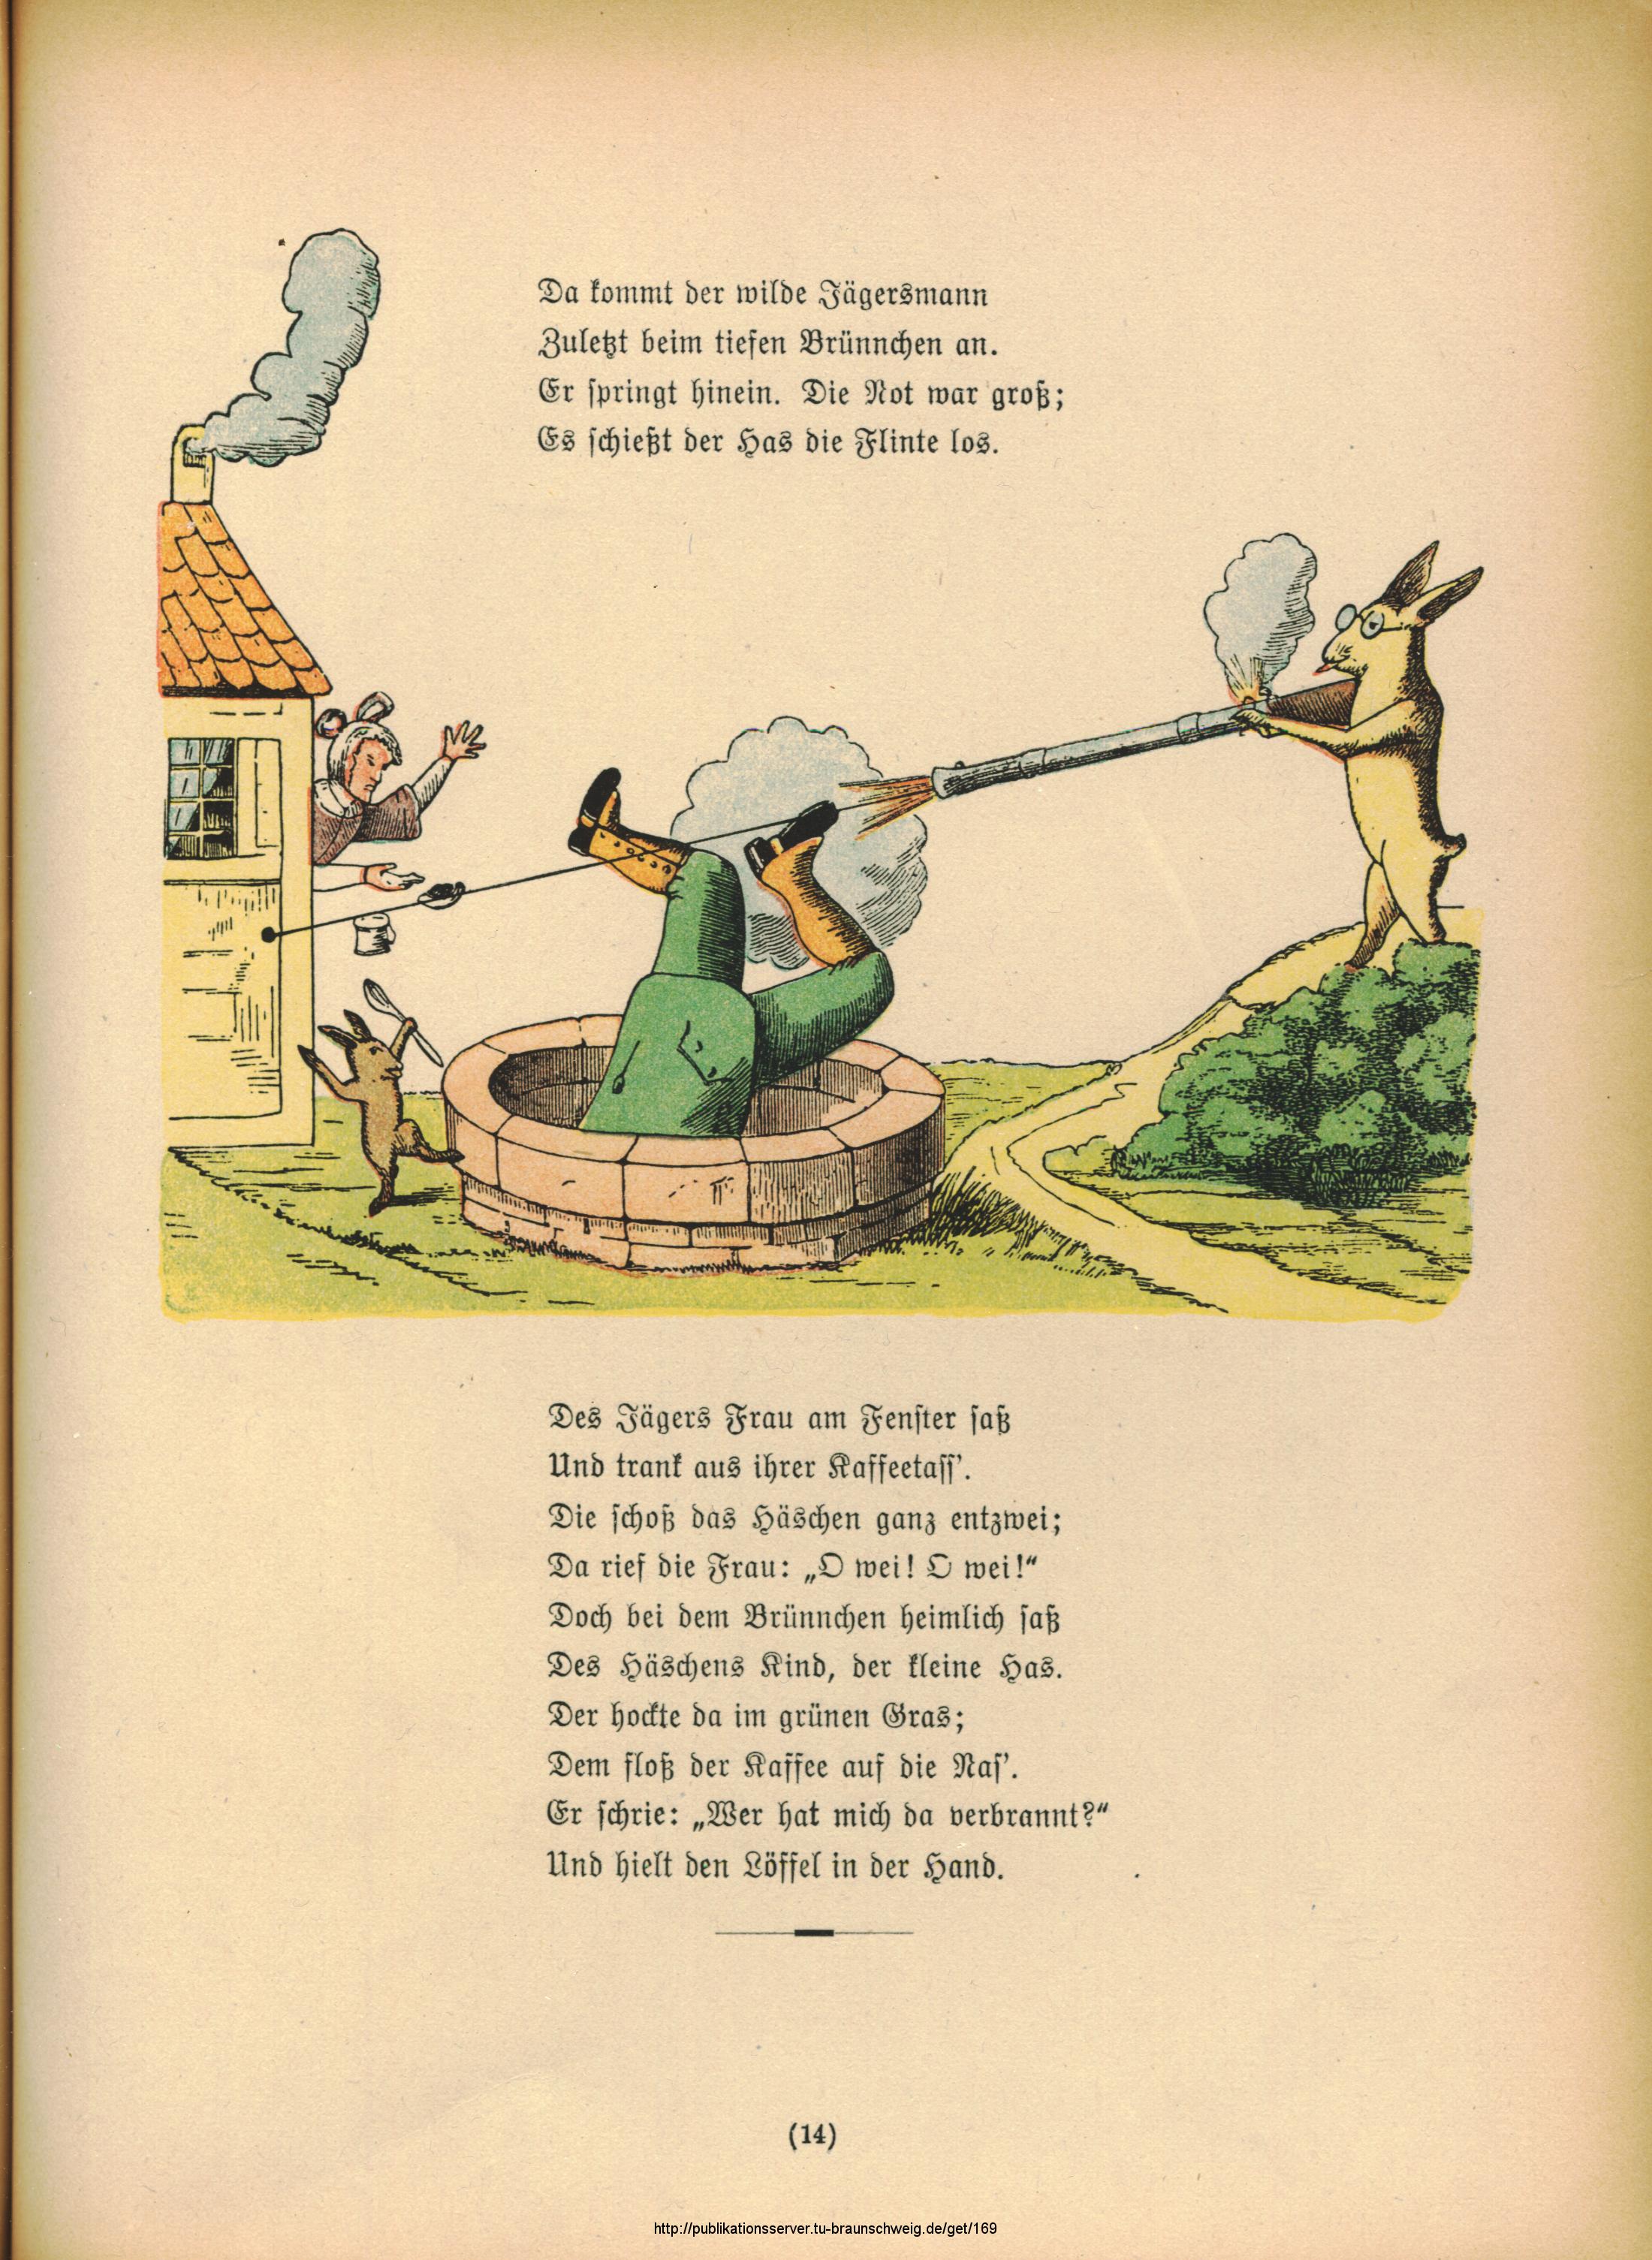 Da kommt der wilde Jägersmann
Zuletzt beim tiefen Brünnchen an.
Er springt hinein. Die Not war groß;
Es schießt der Has die Flinte los.
Des Jägers Frau am Fenster saß
Und trank aus ihrer Kaffeetass'.
Die schoß das Häschen ganz entzwei;
Da rief die Frau: „O wei! O wei!“
Doch bei dem Brünnchen heimlich saß
Des Häschens Kind, der kleine Has.
Der hockte da im grünen Gras;
Dem floß der Kaffee auf die Nas'.
Er schrie: „Wer hat mich da verbrannt?“
Und hielt den Löffel in der Hand.
(14)
http://publikationsserver.tu-braunschweig.de/get/169